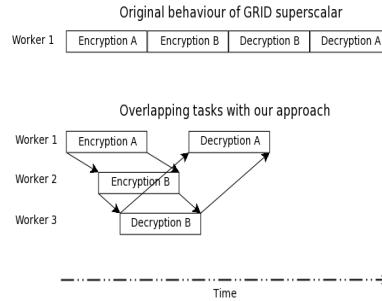 Original behaviour of GRID superscalar
Worker 1 Encryption A Encryption B Decryption B Decryption A
Overlapping tasks with our approach
Worker 1 Encryption A Decryption A
Worker 2 Encryption B
Worker 3 Decryption B
Time